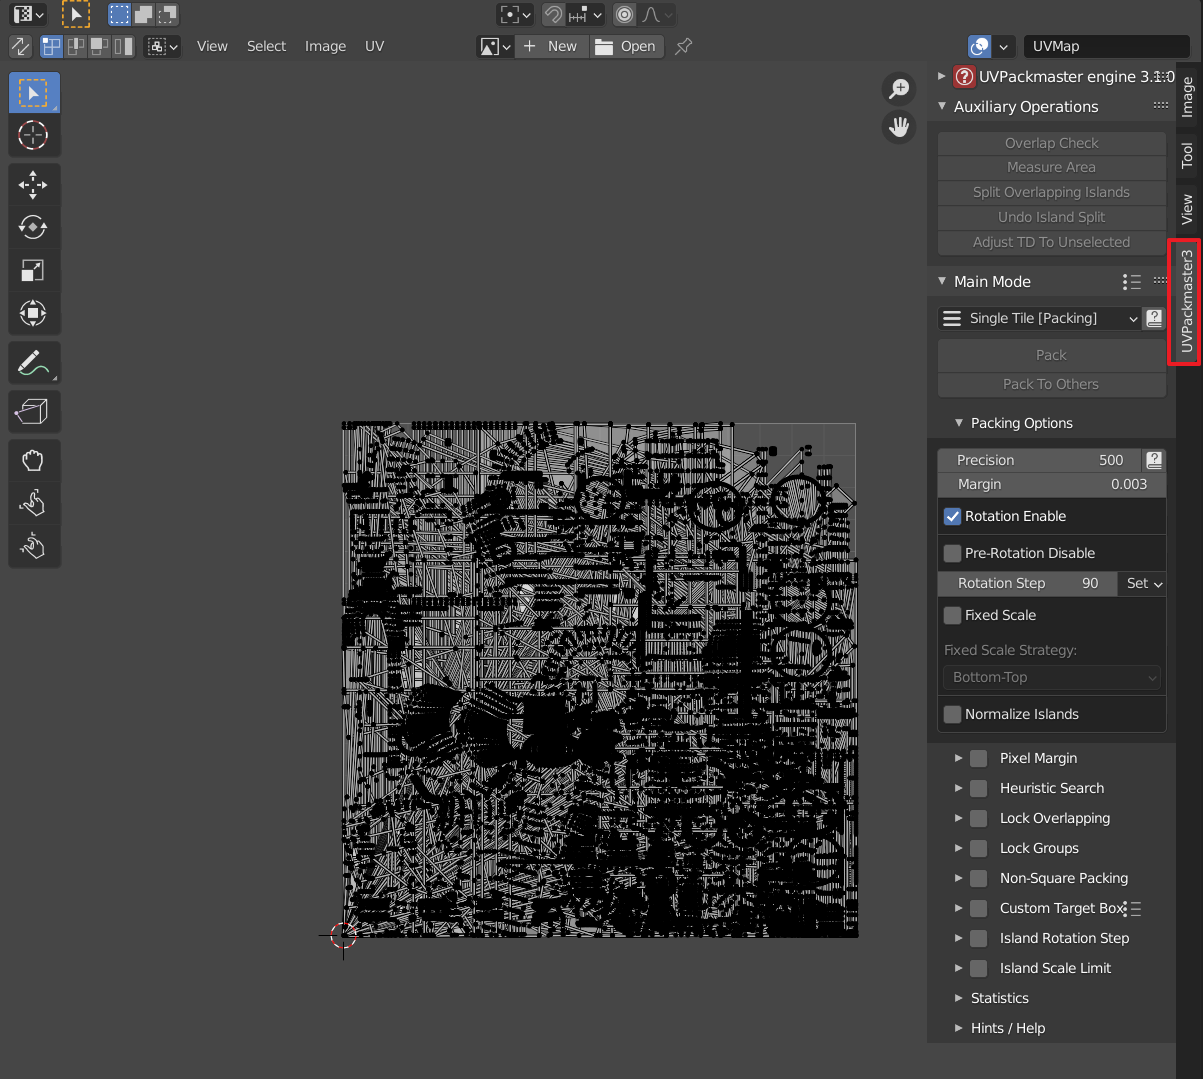 View Select Image UV
New Open
UVMap
UVPackmaster engine 3.1.0
Auxiliary Operations
Overlap Check
Measure Area
Split Overlapping Islands
Undo Island Split
Adjust TD To Unselected
Main Mode
Single Tile [Packing]
Pack
Pack To Others
Packing Options
Precision 500
Margin 0.003
Rotation Enable
Pre-Rotation Disable
Rotation Step 90 Set
Fixed Scale
Fixed Scale Strategy:
Bottom-Top
Normalize Islands
Pixel Margin
Heuristic Search
Lock Overlapping
Lock Groups
Non-Square Packing
Custom Target Box
Island Rotation Step
Island Scale Limit
Statistics
Hints / Help
Image
Tool
View
UVPackmaster3